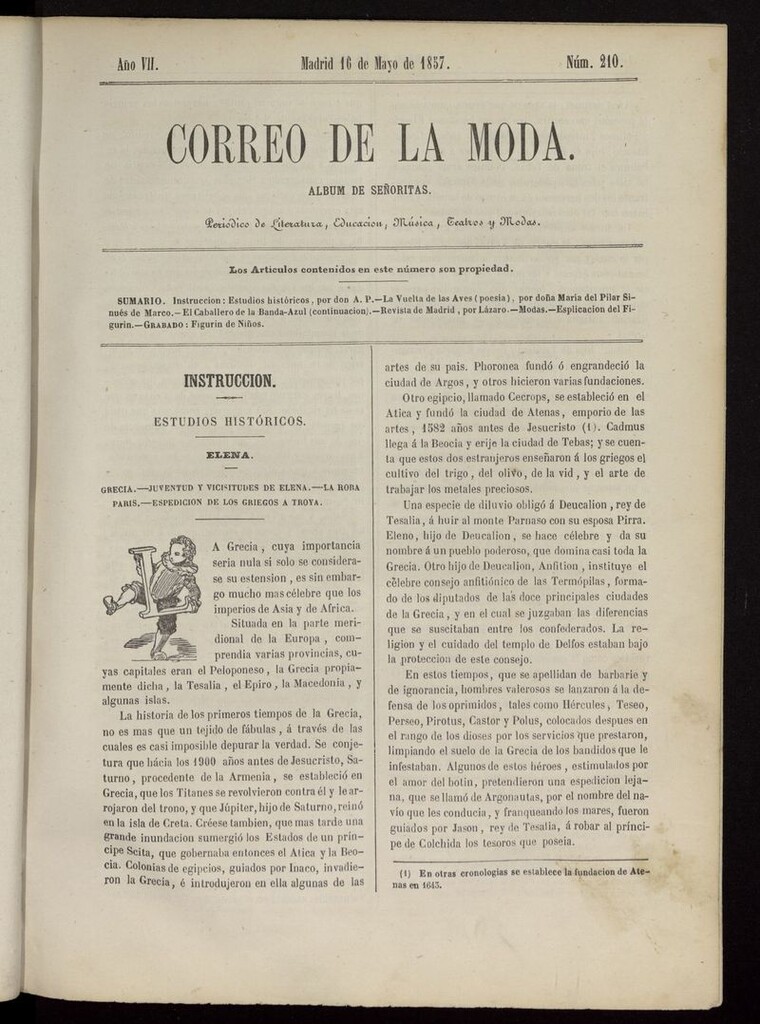 Año VII. Madrid 16 de Mayo de 1857. Núm. 210.
CORREO DE LA MODA.
ALBUM DE SEÑORITAS.
Periódico de Literatura, Educacion, Música, Teatros y Modas.
Los Artículos contenidos en este número son propiedad.
SUMARIO. Instruccion: Estudios históricos, por don A. P.—La Vuelta de las Aves (poesía), por doña Maria del Pilar Si-
nués de Marco.—El Caballero de la Banda-Azul (continuacion).—Revista de Madrid, por Lázaro.—Modas.—Esplicacion del Fi-
gurin.—GRABADO: Figurin de Niños.
INSTRUCCION.
ESTUDIOS HISTÓRICOS.
ELENA.
GRECIA.—JUVENTUD Y VICISITUDES DE ELENA.—LA ROBA
PARIS.—ESPEDICION DE LOS GRIEGOS A TROYA.
LA Grecia, cuya importancia
seria nula si solo se considera-
se su estension, es sin embar-
go mucho mas célebre que los
imperios de Asia y de Africa.
Situada en la parte meri-
dional de la Europa, com-
prendia varias provincias, cu-
yas capitales eran el Peloponeso, la Grecia propia-
mente dicha, la Tesalia, el Epiro, la Macedonia, y
algunas islas.
La historia de los primeros tiempos de la Grecia,
no es mas que un tejido de fábulas, á través de las
cuales es casi imposible depurar la verdad. Se conje-
tura que hácia los 1900 años antes de Jesucristo, Sa-
turno, procedente de la Armenia, se estableció en
Grecia, que los Titanes se revolvieron contra él y le ar-
rojaron del trono, y que Júpiter, hijo de Saturno, reinó
en la isla de Creta. Créese tambien, que mas tarde una
grande inundacion sumergió los Estados de un prín-
cipe Scita, que gobernaba entonces el Atica y la Beo-
cia. Colonias de egipcios, guiados por Inaco, invadie-
ron la Grecia, é introdujeron en ella algunas de las
artes de su pais. Phoronea fundó ó engrandeció la
ciudad de Argos, y otros hicieron varias fundaciones.
Otro egipcio, llamado Cecrops, se estableció en el
Atica y fundó la ciudad de Atenas, emporio de las
artes, 1582 años antes de Jesucristo (1). Cadmus
llega á la Beocia y erije la ciudad de Tebas; y se cuen-
ta que estos dos estranjeros enseñaron á los griegos el
cultivo del trigo, del olivo, de la vid, y el arte de
trabajar los metales preciosos.
Una especie de diluvio obligó á Deucalion, rey de
Tesalia, á huir al monte Parnaso con su esposa Pirra.
Eleno, hijo de Deucalion, se hace célebre y da su
nombre á un pueblo poderoso, que domina casi toda la
Grecia. Otro hijo de Deucalion, Anfition, instituye el
célebre consejo anfitiónico de las Termópilas, forma-
do de los diputados de las doce principales ciudades
de la Grecia, y en el cual se juzgaban las diferencias
que se suscitaban entre los confederados. La re-
ligion y el cuidado del templo de Delfos estaban bajo
la proteccion de este consejo.
En estos tiempos, que se apellidan de barbarie y
de ignorancia, hombres valerosos se lanzaron á la de-
fensa de los oprimidos, tales como Hércules, Teseo,
Perseo, Pirotus, Castor y Polus, colocados despues en
el rango de los dioses por los servicios que prestaron,
limpiando el suelo de la Grecia de los bandidos que le
infestaban. Algunos de estos héroes, estimulados por
el amor del botin, pretendieron una espedicion leja-
na, que se llamó de Argonautas, por el nombre del na-
vio que les conducia, y franqueando los mares, fueron
guiados por Jason, rey de Tesalia, á robar al prínci-
pe de Colchida los tesoros que poseia.
(1) En otras cronologias se establece la fundacion de Ate-
nas en 1643.